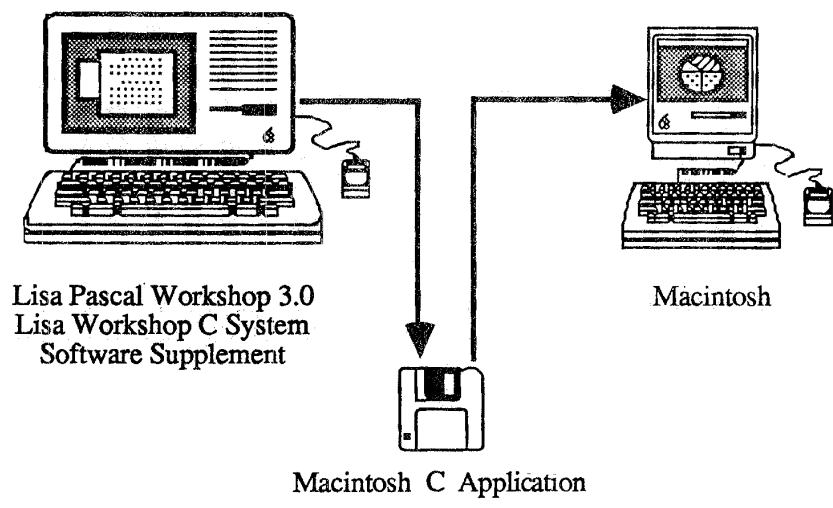 Lisa Pascal Workshop 3.0
Lisa Workshop C System
Software Supplement
Macintosh
Macintosh C Application